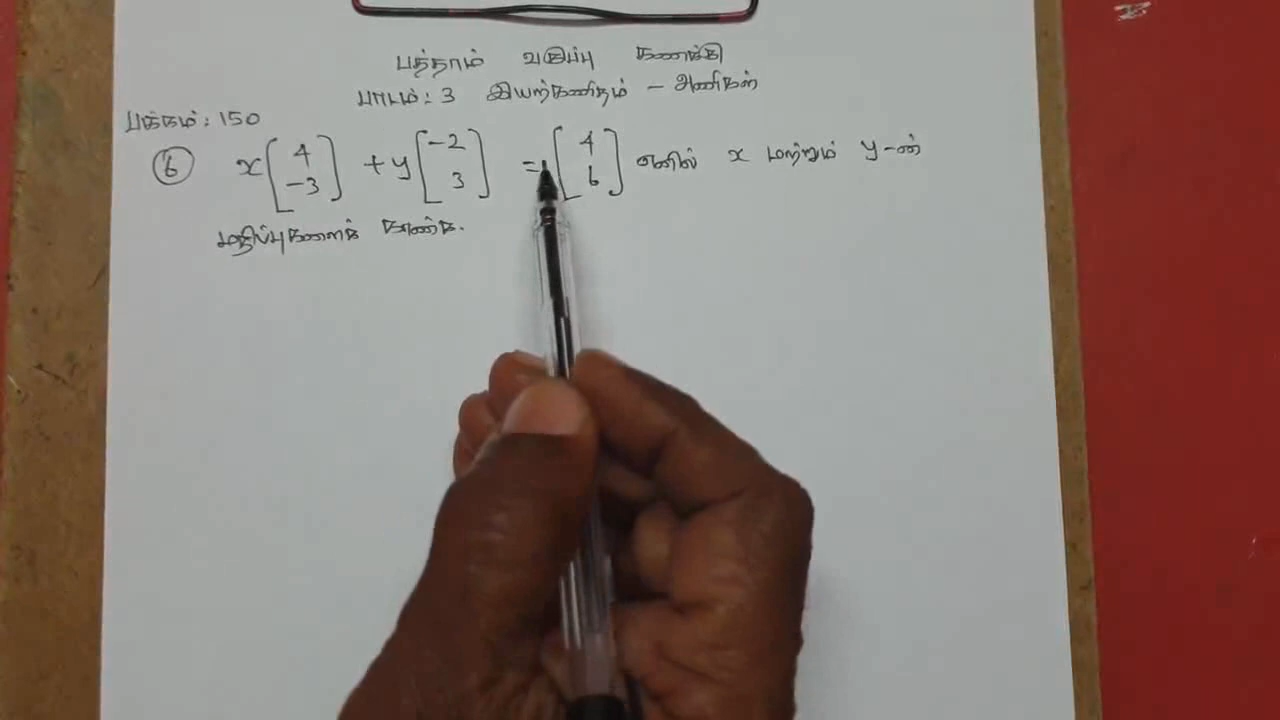 பத்தாம் வகுப்பு கணக்கு
பாடம்: 3 இயற்கணிதம் - அணிகள்
பக்கம்: 150
6 x [4 -3] + y [-2 3] = [4 6] எனில் x மற்றும் y-ன்
மதிப்புகளைக் காண்க.